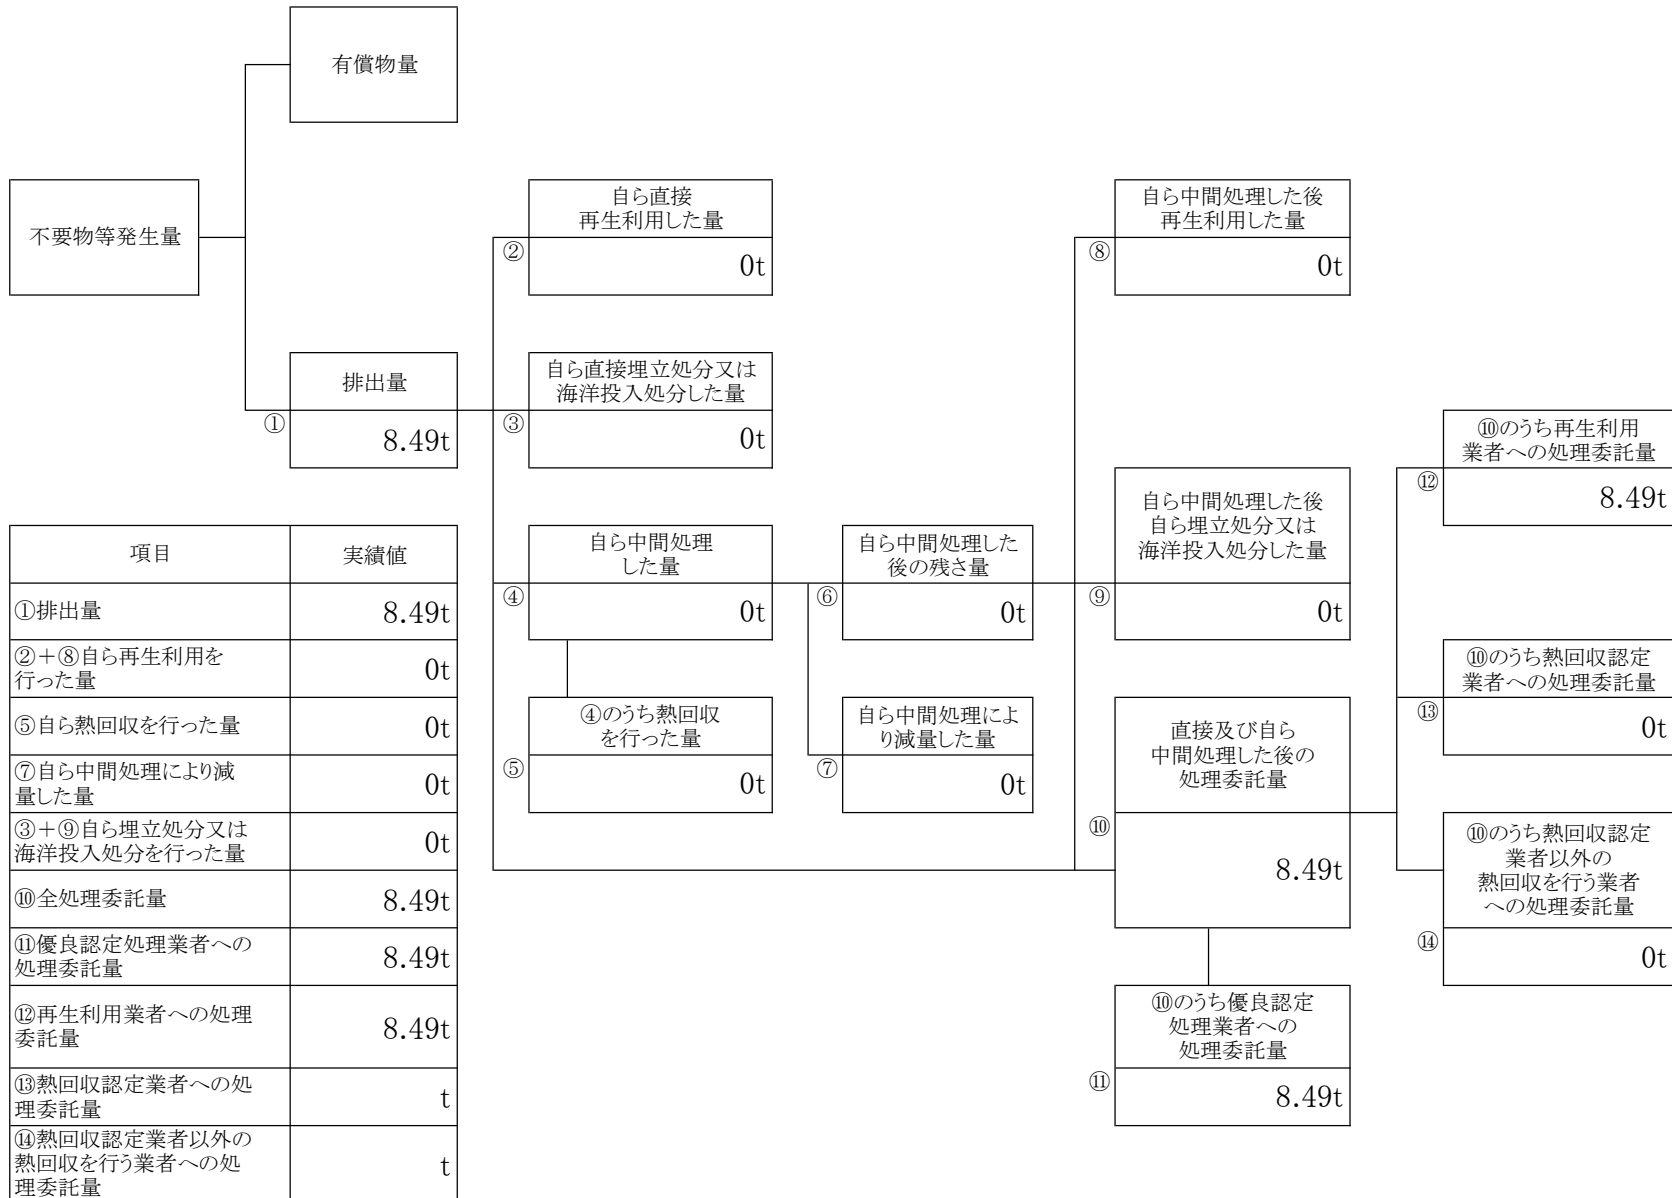 有償物量
不要物等発生量
自ら直接
再生利用した量
②
0t
自ら中間処理した後
再生利用した量
⑧
0t
排出量
①
8.49t
自ら直接埋立処分又は
海洋投入処分した量
③
0t
⑩のうち再生利用
業者への処理委託量
⑫
8.49t
自ら中間処理
した量
④
0t
自ら中間処理した
後の残さ量
⑥
0t
自ら中間処理した後
自ら埋立処分又は
海洋投入処分した量
⑨
0t
⑩のうち熱回収認定
業者への処理委託量
⑬
0t
④のうち熱回収
を行った量
⑤
0t
自ら中間処理によ
り減量した量
⑦
0t
直接及び自ら
中間処理した後の
処理委託量
⑩
8.49t
⑩のうち熱回収認定
業者以外の
熱回収を行う業者
への処理委託量
⑭
0t
⑩のうち優良認定
処理業者への
処理委託量
⑪
8.49t
項目 実績値
①排出量 8.49t
②+⑧自ら再生利用を
行った量 0t
⑤自ら熱回収を行った量 0t
⑦自ら中間処理により減
量した量 0t
③+⑨自ら埋立処分又は
海洋投入処分を行った量 0t
⑩全処理委託量 8.49t
⑪優良認定処理業者への
処理委託量 8.49t
⑫再生利用業者への処理
委託量 8.49t
⑬熱回収認定業者への処
理委託量 t
⑭熱回収認定業者以外の
熱回収を行う業者への処
理委託量 t